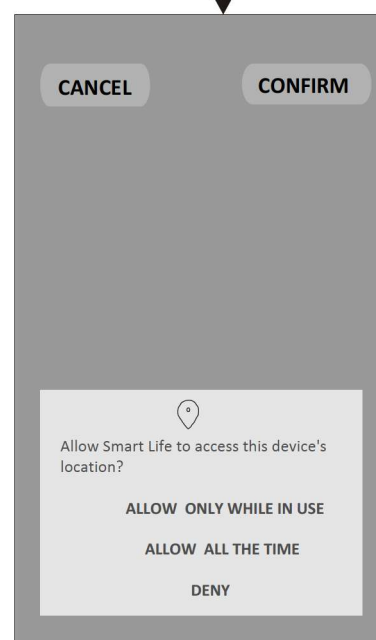 CANCEL
CONFIRM
Allow Smart Life to access this device's
location?
ALLOW ONLY WHILE IN USE
ALLOW ALL THE TIME
DENY